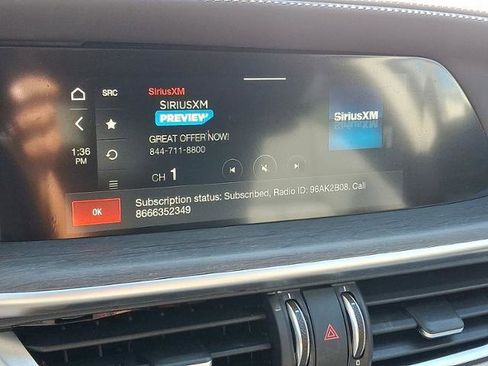 SRC
SiriusXM
SIRIUSXM
PREVIEW
GREAT OFFER NOW!
844-711-8800
SiriusXM
1:36
PM
CH 1
OK
Subscription status: Subscribed, Radio ID: 96AK2B08, Call
8666352349